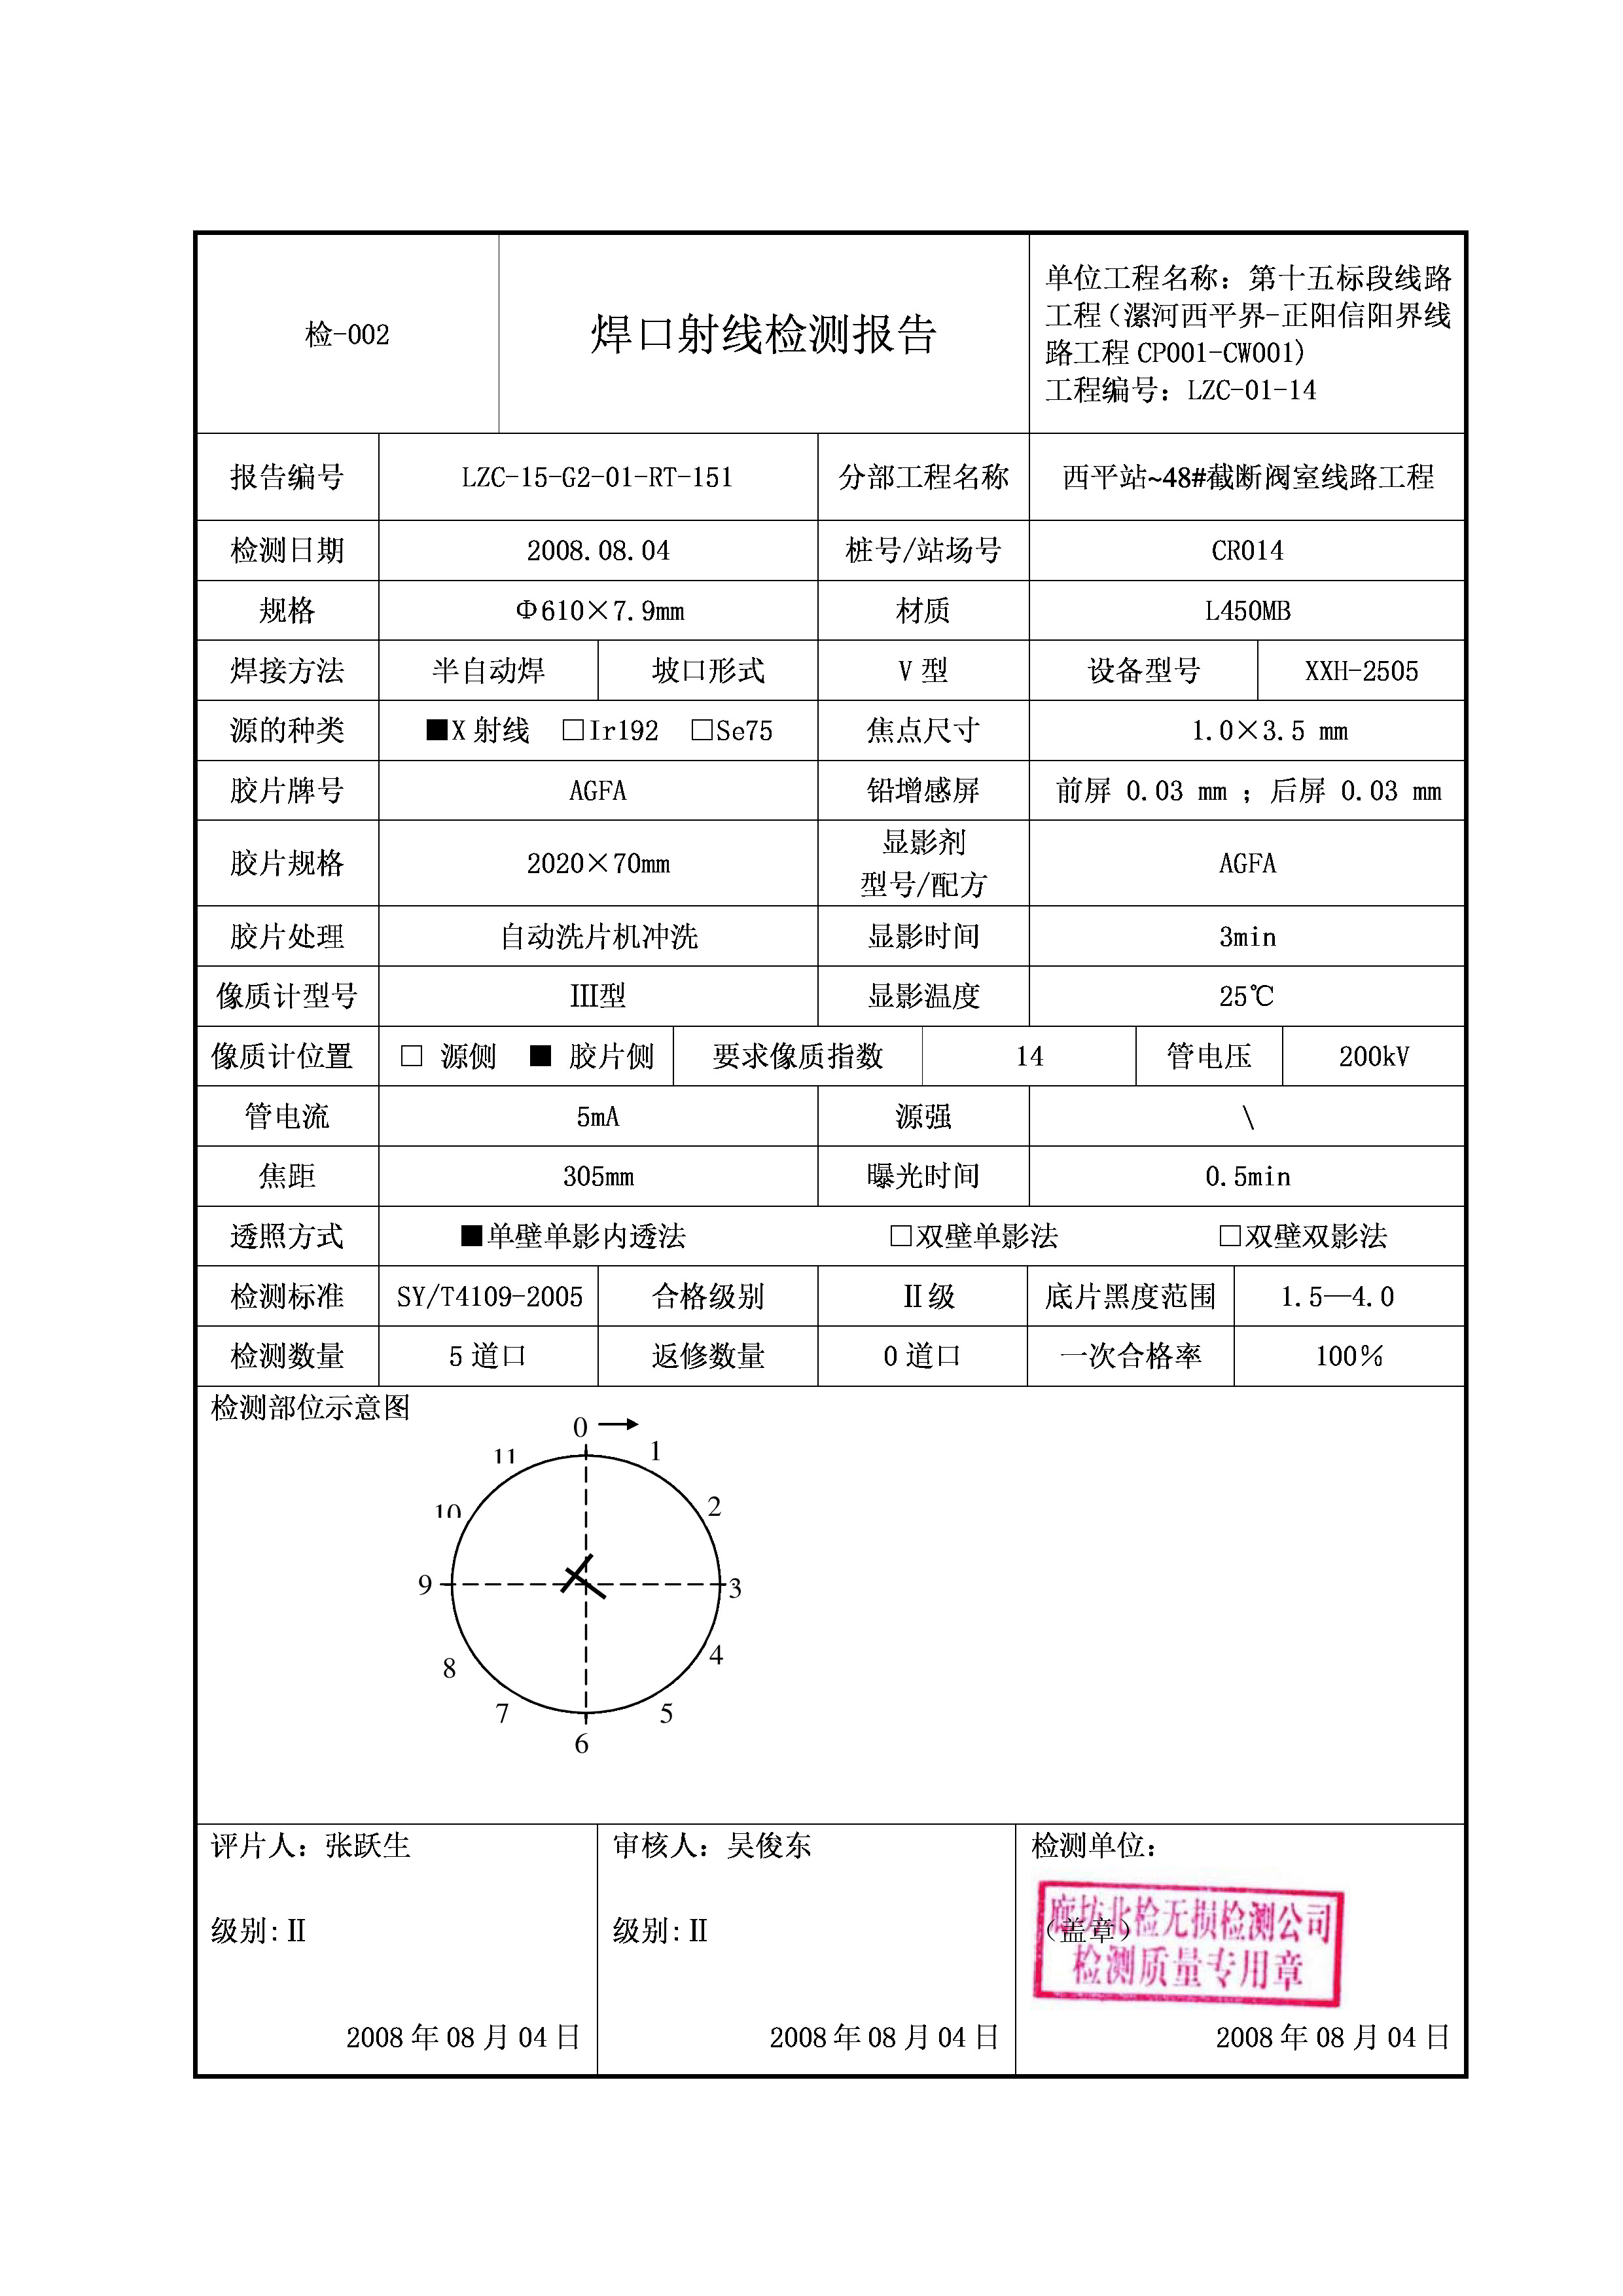 检-002
焊口射线检测报告
单位工程名称：第十五标段线路
工程（漯河西平界-正阳信阳界线
路工程 CP001-CW001)
工程编号：LZC-01-14
报告编号 LZC-15-G2-01-RT-151 分部工程名称 西平站~48#截断阀室线路工程
检测日期 2008.08.04 桩号/站场号 CR014
规格 Φ610×7.9mm 材质 L450MB
焊接方法 半自动焊 坡口形式 V 型 设备型号 XXH-2505
源的种类 ■X 射线 □Ir192 □Se75 焦点尺寸 1.0×3.5 mm
胶片牌号 AGFA 铅增感屏 前屏 0.03 mm ；后屏 0.03 mm
胶片规格 2020×70mm 显影剂
型号/配方 AGFA
胶片处理 自动洗片机冲洗 显影时间 3min
像质计型号 Ⅲ型 显影温度 25℃
像质计位置 □ 源侧 ■ 胶片侧 要求像质指数 14 管电压 200kV
管电流 5mA 源强 \
焦距 305mm 曝光时间 0.5min
透照方式 ■单壁单影内透法 □双壁单影法 □双壁双影法
检测标准 SY/T4109-2005 合格级别 Ⅱ级 底片黑度范围 1.5—4.0
检测数量 5 道口 返修数量 0 道口 一次合格率 100%
检测部位示意图
0
1
2
3
4
5
6
7
8
9
10
11
评片人：张跃生
级别:Ⅱ
2008 年 08 月 04 日
审核人：吴俊东
级别:Ⅱ
2008 年 08 月 04 日
检测单位：
（盖章）
廊坊北检无损检测公司
检测质量专用章
2008 年 08 月 04 日